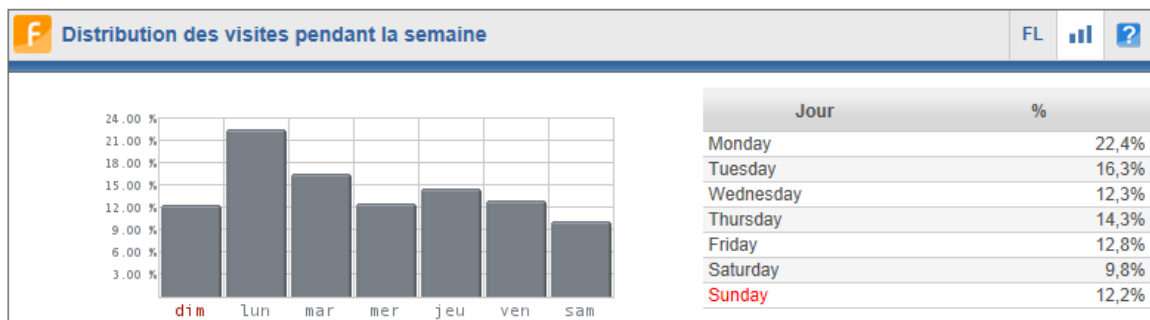 Distribution des visites pendant la semaine FL ?
24.00 %
21.00 %
18.00 %
15.00 %
12.00 %
9.00 %
6.00 %
3.00 %
dim lun mar mer jeu ven sam
Jour %
Monday 22,4%
Tuesday 16,3%
Wednesday 12,3%
Thursday 14,3%
Friday 12,8%
Saturday 9,8%
Sunday 12,2%